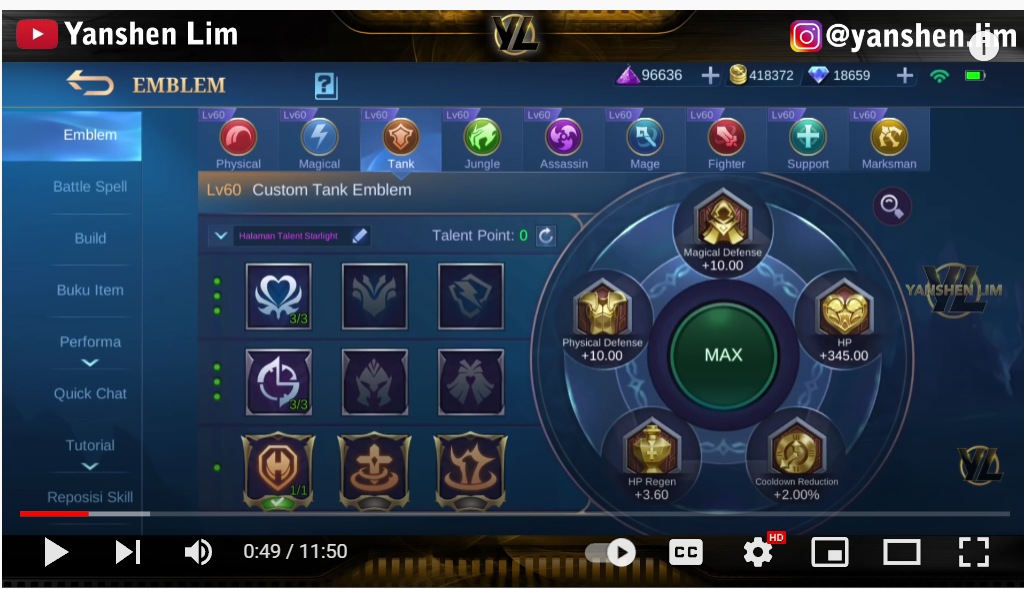 Yanshen Lim
YL
@yanshen.lim
EMBLEM
96636
418372
18659
Emblem
Battle Spell
Build
Buku Item
Performa
Quick Chat
Tutorial
Reposisi Skill
Lv60 Lv60 Lv60 Lv60 Lv60 Lv60 Lv60 Lv60 Lv60
Physical Magical Tank Jungle Assassin Mage Fighter Support Marksman
Lv60 Custom Tank Emblem
Halaman Talent Starlight
Talent Point: 0
3/3
3/3
1/1
Magical Defense
+10.00
Physical Defense
+10.00
HP
+345.00
MAX
HP Regen
+3.60
Cooldown Reduction
+2.00%
YL
YANSHEN LIM
YL
0:49 / 11:50
CC
HD